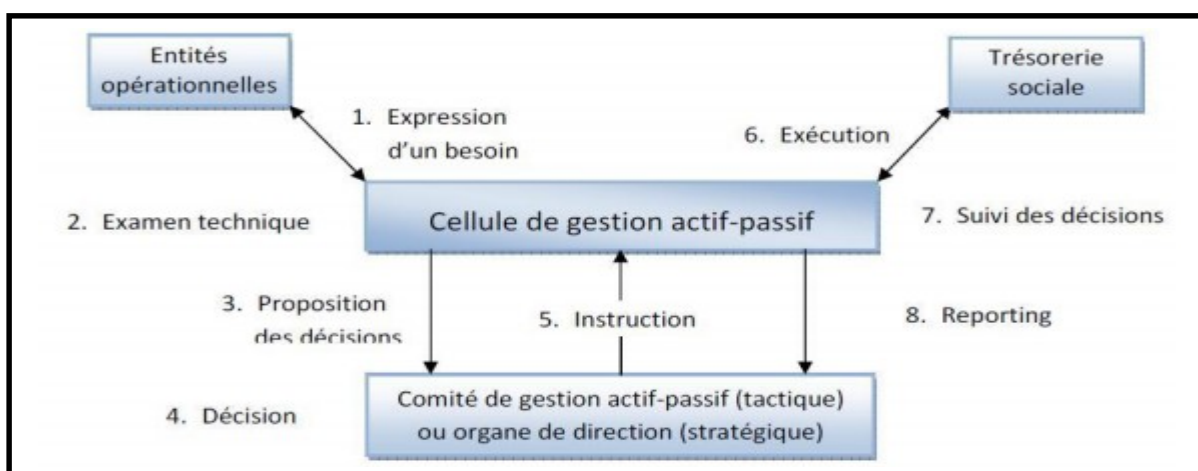 Entités
opérationnelles
Trésorerie
sociale
1. Expression
d'un besoin
6. Exécution
2. Examen technique
Cellule de gestion actif-passif
7. Suivi des décisions
3. Proposition
des décisions
5. Instruction
8. Reporting
4. Décision
Comité de gestion actif-passif (tactique)
ou organe de direction (stratégique)